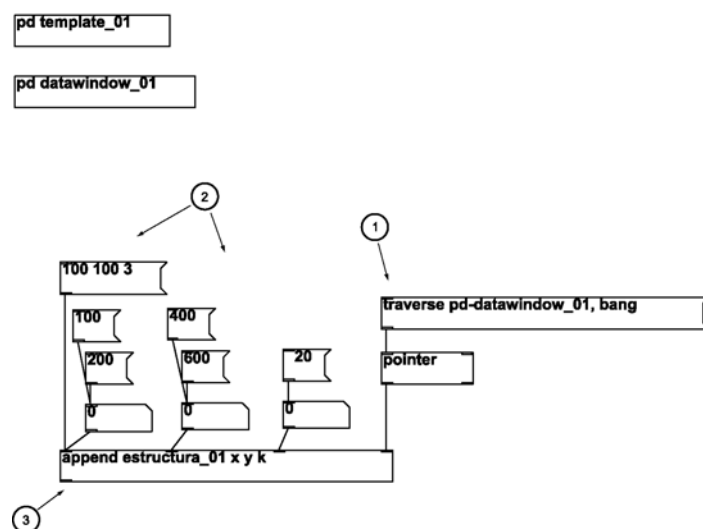 pd template_01
pd datawindow_01
2
1
100 100 3
traverse pd-datawindow_01, bang
100
400
200
600
20
pointer
0
0
0
append estructura_01 x y k
3